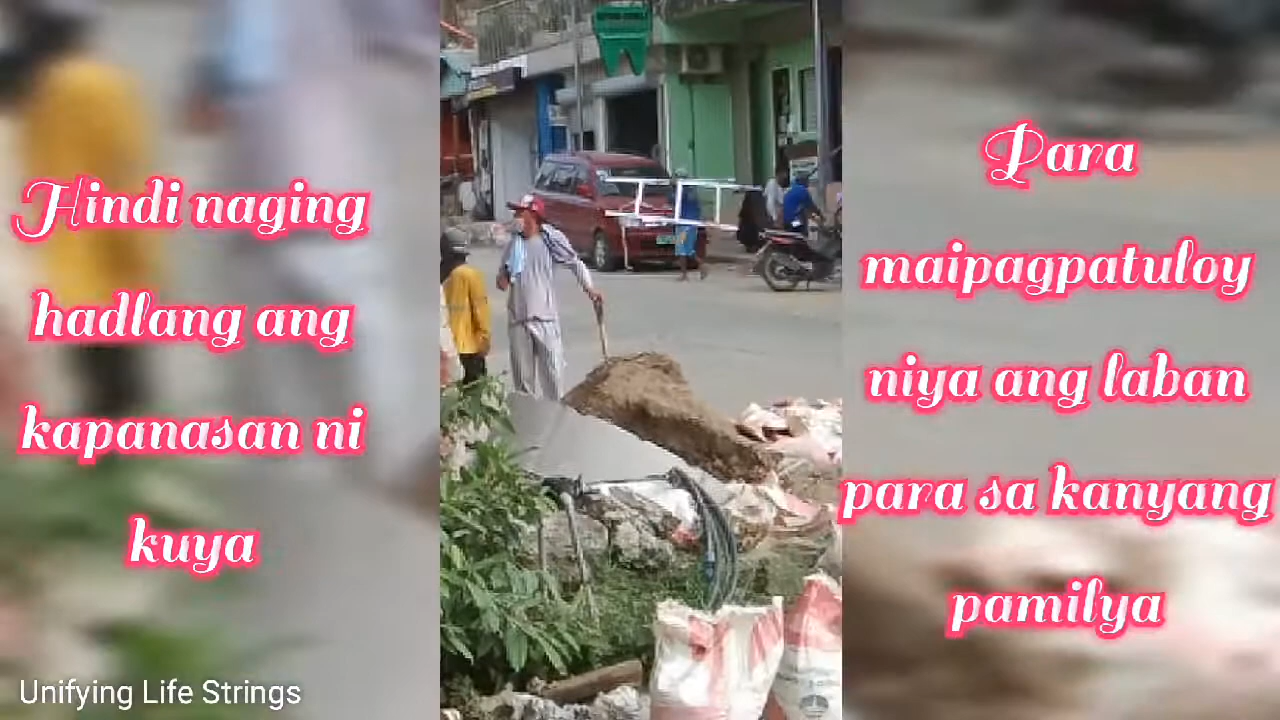 Hindi naging
hadlang ang
kapanasan ni
kuya
Para
maipagpatuloy
niya ang laban
para sa kanyang
pamilya
Unifying Life Strings